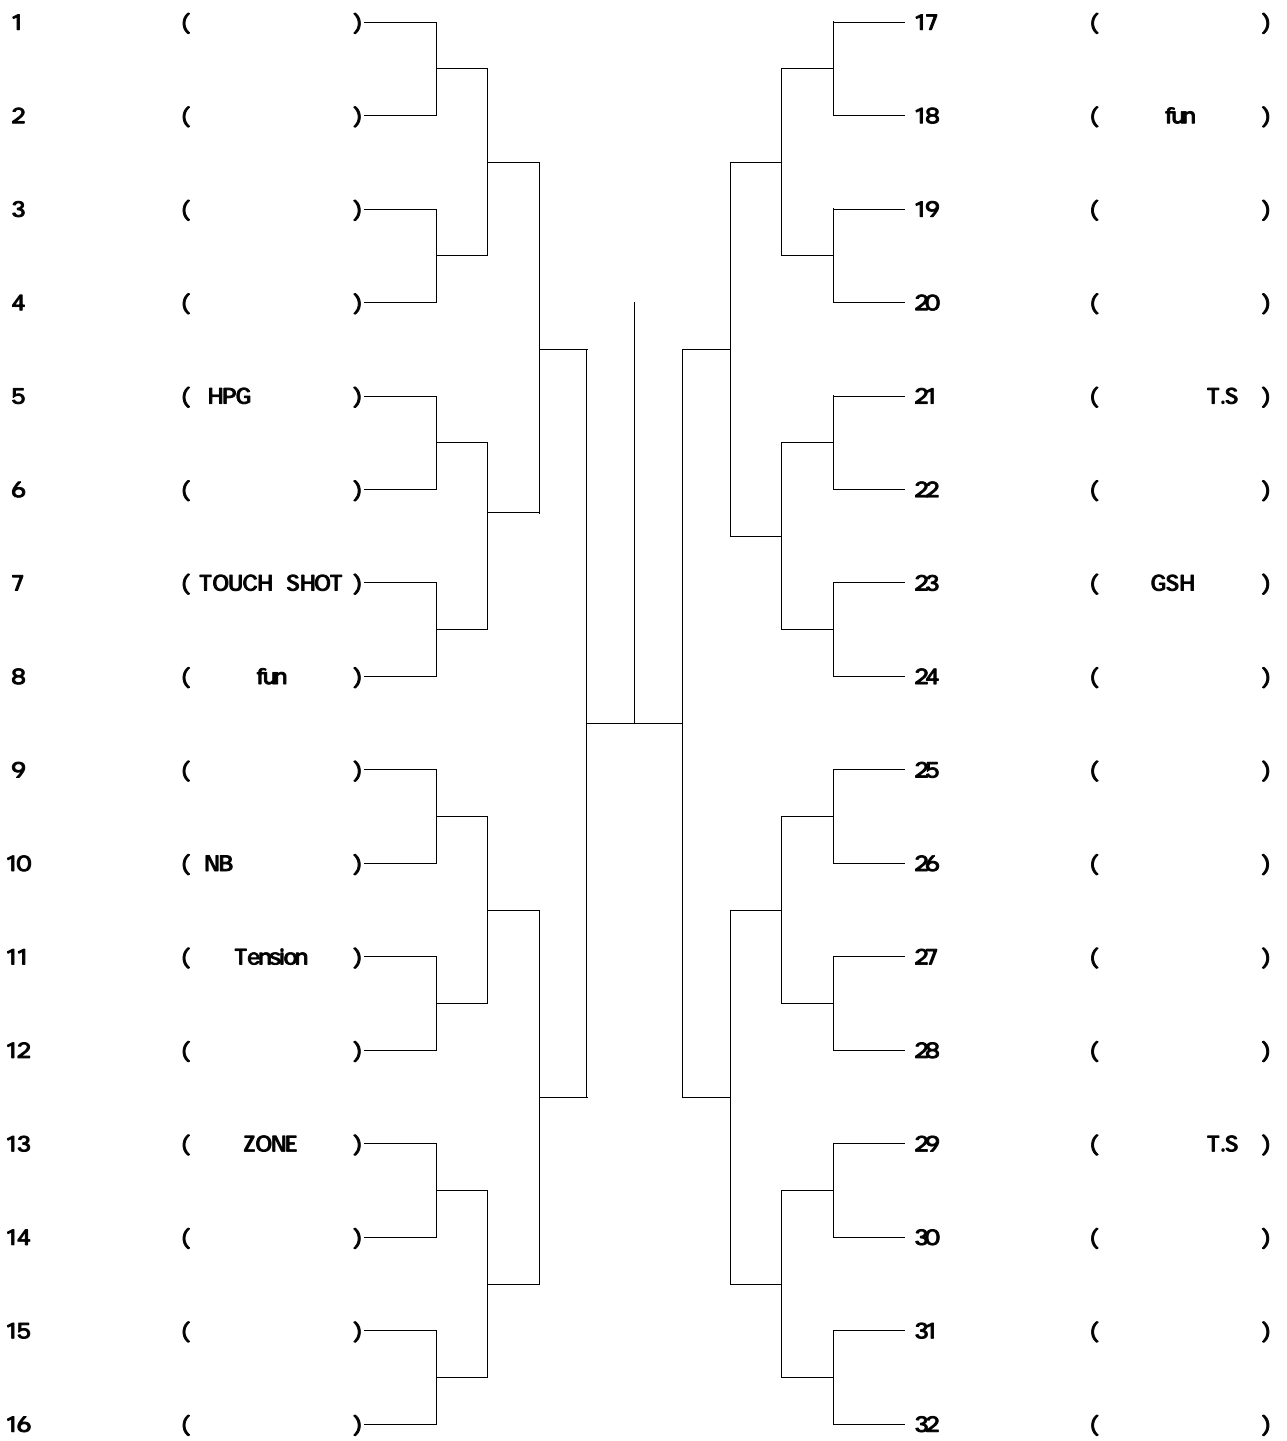 1 ( )
2 ( )
3 ( )
4 ( )
5 ( HPG )
6 ( )
7 ( TOUCH SHOT )
8 ( fun )
9 ( )
10 ( NB )
11 ( Tension )
12 ( )
13 ( ZONE )
14 ( )
15 ( )
16 ( )
17 ( )
18 ( fun )
19 ( )
20 ( )
21 ( T.S )
22 ( )
23 ( GSH )
24 ( )
25 ( )
26 ( )
27 ( )
28 ( )
29 ( T.S )
30 ( )
31 ( )
32 ( )